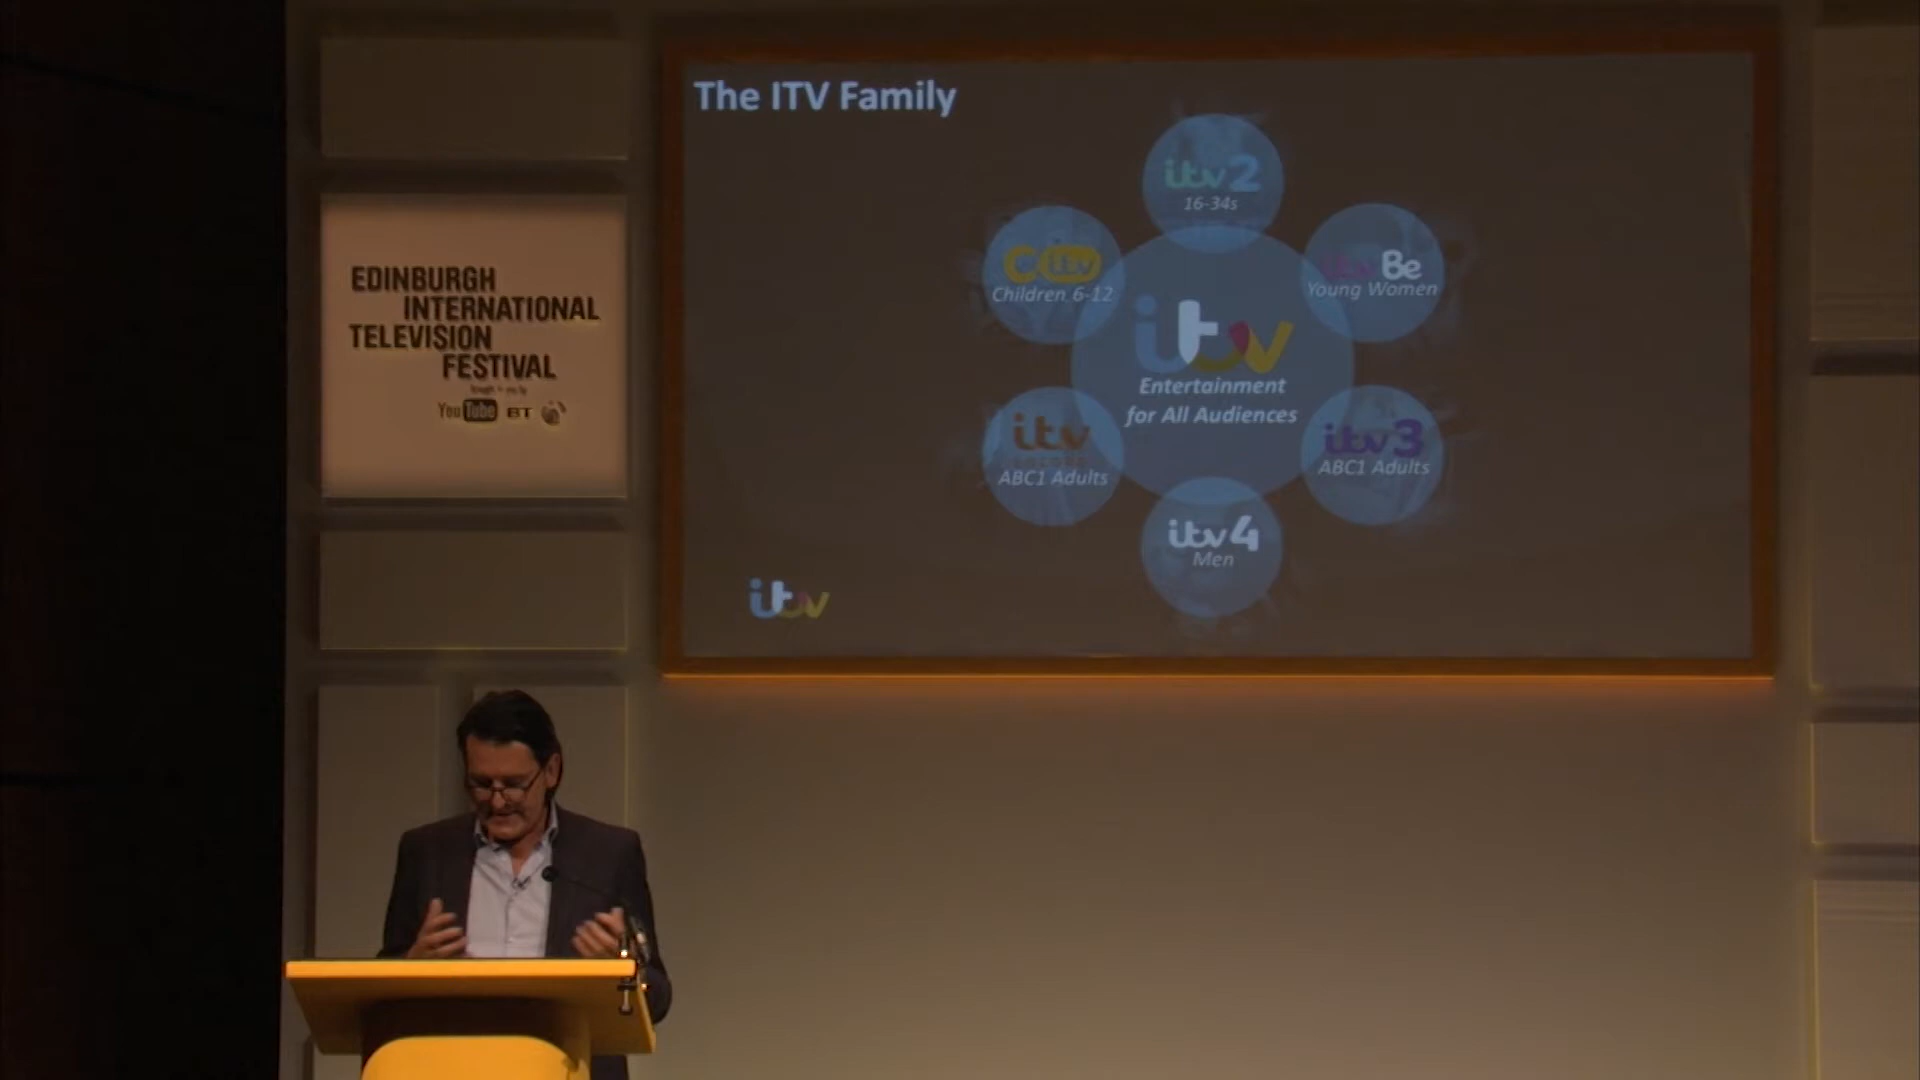 The ITV Family
itv2
16-34s
Citv
Children 6-12
itvBe
Young Women
itv
Entertainment
for All Audiences
itv
ABC1 Adults
itv3
ABC1 Adults
itv4
Men
itv
EDINBURGH
INTERNATIONAL
TELEVISION
FESTIVAL
YouTube BT